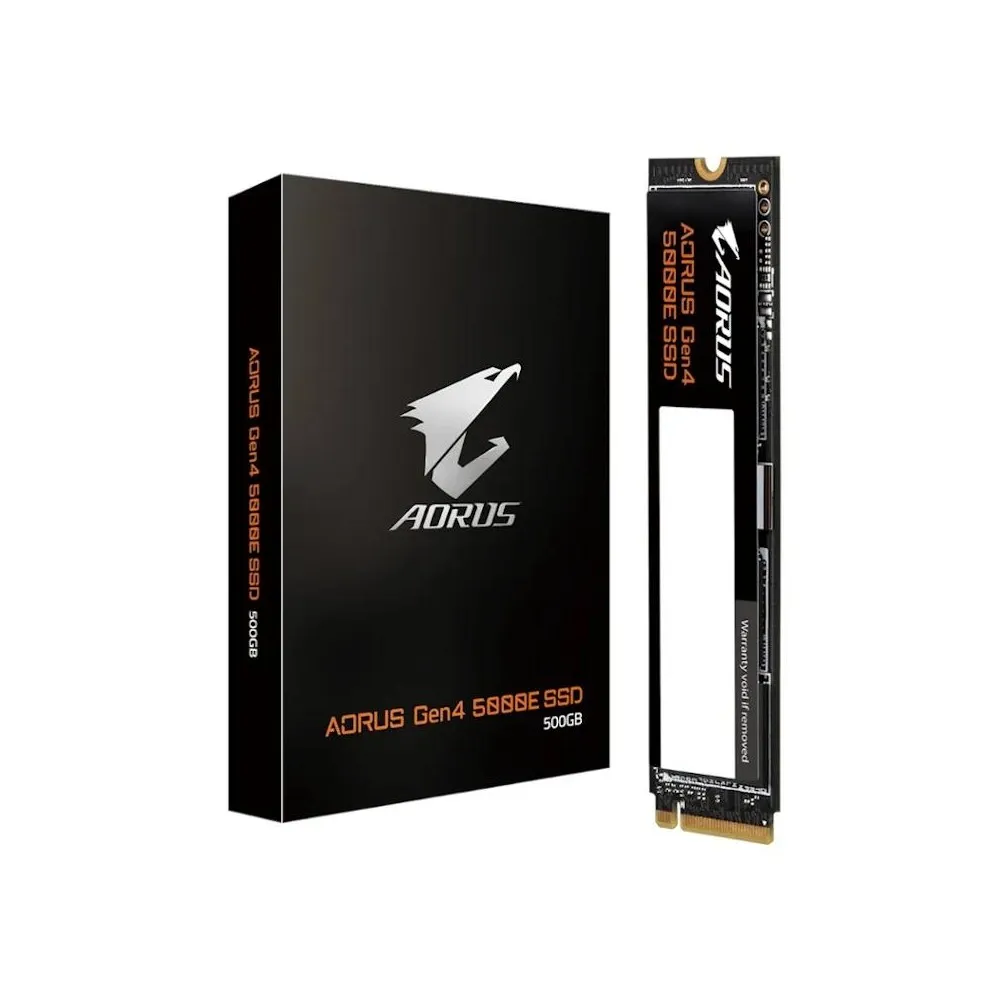 AORUS Gen4 5000E SSD 500GB
AORUS
AORUS Gen4 5000E SSD
500GB
AORUS
AORUS Gen4
5000E SSD
Warranty void if removed